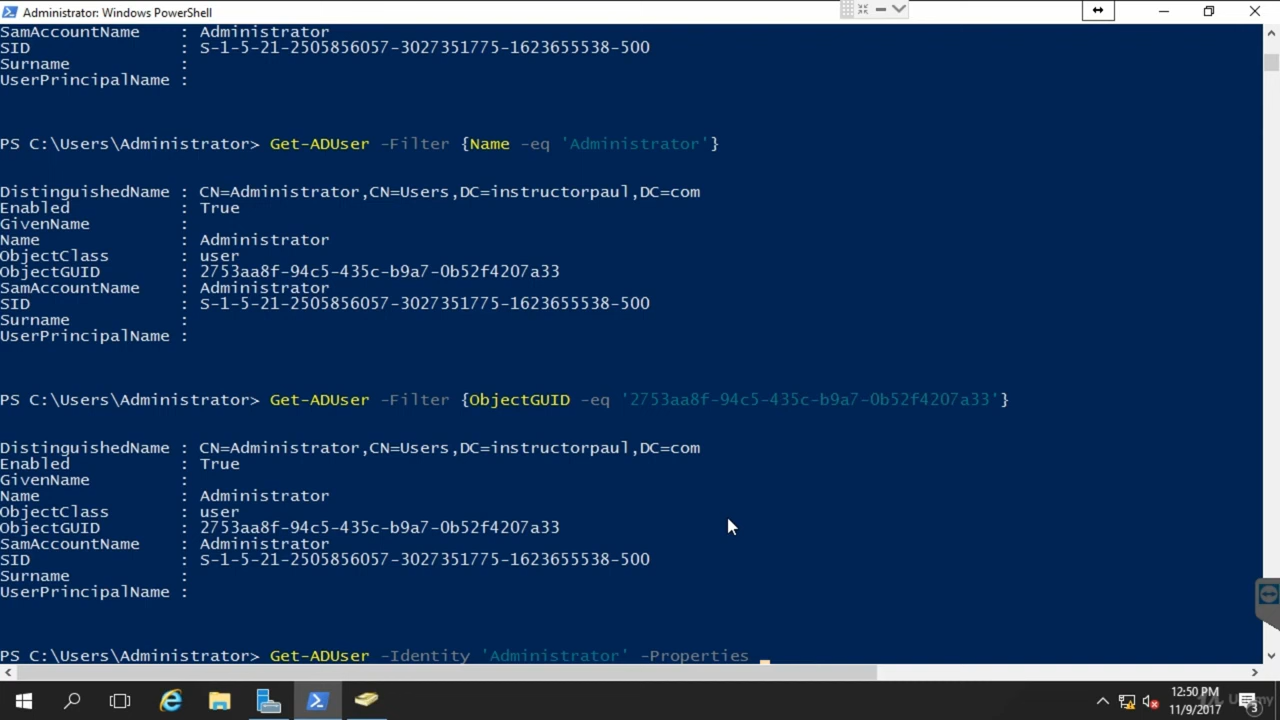 Administrator: Windows PowerShell
SamAccountName : Administrator
SID : S-1-5-21-2505856057-3027351775-1623655538-500
Surname :
UserPrincipalName :
PS C:\Users\Administrator> Get-ADUser -Filter {Name -eq 'Administrator'}
DistinguishedName : CN=Administrator,CN=Users,DC=instructorpaul,DC=com
Enabled : True
GivenName :
Name : Administrator
ObjectClass : user
ObjectGUID : 2753aa8f-94c5-435c-b9a7-0b52f4207a33
SamAccountName : Administrator
SID : S-1-5-21-2505856057-3027351775-1623655538-500
Surname :
UserPrincipalName :
PS C:\Users\Administrator> Get-ADUser -Filter {ObjectGUID -eq '2753aa8f-94c5-435c-b9a7-0b52f4207a33'}
DistinguishedName : CN=Administrator,CN=Users,DC=instructorpaul,DC=com
Enabled : True
GivenName :
Name : Administrator
ObjectClass : user
ObjectGUID : 2753aa8f-94c5-435c-b9a7-0b52f4207a33
SamAccountName : Administrator
SID : S-1-5-21-2505856057-3027351775-1623655538-500
Surname :
UserPrincipalName :
PS C:\Users\Administrator> Get-ADUser -Identity 'Administrator' -Properties
12:50 PM
11/9/2017
3
Udemy